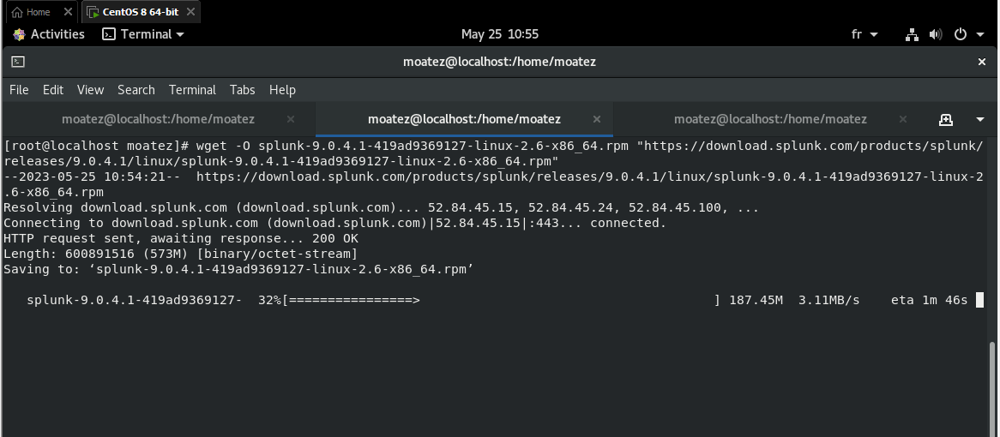 Home
CentOS 8 64-bit
Activities Terminal May 25 10:55 fr
moatez@localhost:/home/moatez
File Edit View Search Terminal Tabs Help
moatez@localhost:/home/moatez moatez@localhost:/home/moatez moatez@localhost:/home/moatez
[root@localhost moatez]# wget -O splunk-9.0.4.1-419ad9369127-linux-2.6-x86_64.rpm "https://download.splunk.com/products/splunk/
releases/9.0.4.1/linux/splunk-9.0.4.1-419ad9369127-linux-2.6-x86_64.rpm"
--2023-05-25 10:54:21--  https://download.splunk.com/products/splunk/releases/9.0.4.1/linux/splunk-9.0.4.1-419ad9369127-linux-2
.6-x86_64.rpm
Resolving download.splunk.com (download.splunk.com)... 52.84.45.15, 52.84.45.24, 52.84.45.100, ...
Connecting to download.splunk.com (download.splunk.com)|52.84.45.15|:443... connected.
HTTP request sent, awaiting response... 200 OK
Length: 600891516 (573M) [binary/octet-stream]
Saving to: ‘splunk-9.0.4.1-419ad9369127-linux-2.6-x86_64.rpm’
splunk-9.0.4.1-419ad9369127-  32%[================>                                      ] 187.45M  3.11MB/s    eta 1m 46s